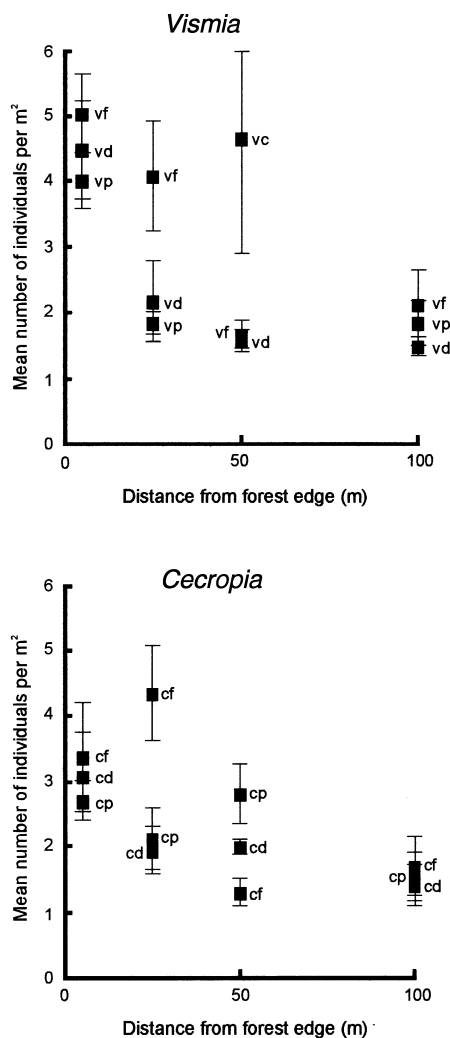 Vismia
6
5
4
3
2
1
0
Mean number of individuals per m²
vf
vd
vp
vf
vd
vp
vc
vf
vd
vf
vp
vd
0 50 100
Distance from forest edge (m)
Cecropia
6
5
4
3
2
1
0
Mean number of individuals per m²
cf
cd
cp
cf
cp
cd
cp
cd
cf
cf
cp
cd
0 50 100
Distance from forest edge (m)